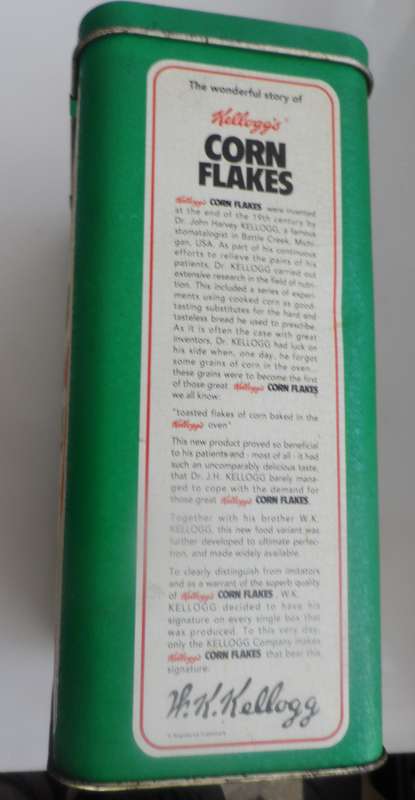 The wonderful story of
Kellogg's®
CORN
FLAKES
Kellogg's CORN FLAKES were invented
at the end of the 19th century by
Dr. John Harvey KELLOGG, a famous
stomatalogist in Battle Creek, Michi-
gan, USA. As part of his continuous
efforts to relieve the pains of his
patients, Dr. KELLOGG carried out
extensive research in the field of nutri-
tion. This included a series of experi-
ments using cooked corn as good-
tasting substitutes for the hard and
tasteless bread he used to prescribe.
As it is often the case with great
inventors, Dr. KELLOGG had luck on
his side when, one day, he forgot
some grains of corn in the oven...
these grains were to become the first
of those great Kellogg's CORN FLAKES
we all know:
"toasted flakes of corn baked in the
Kellogg's oven"
This new product proved so beneficial
to his patients and - most of all - it had
such an uncomparably delicious taste,
that Dr. J.H. KELLOGG barely mana-
ged to cope with the demand for
those great Kellogg's CORN FLAKES.
Together with his brother W.K.
KELLOGG, this new food variant was
further developed to ultimate perfec-
tion, and made widely available.
To clearly distinguish from imitators
and as a warrant of the superb quality
of Kellogg's CORN FLAKES, W.K.
KELLOGG decided to have his
signature on every single box that
was produced. To this very day,
only the KELLOGG Company makes
Kellogg's CORN FLAKES that bear this
signature.
W.K.Kellogg
® Registered trademark